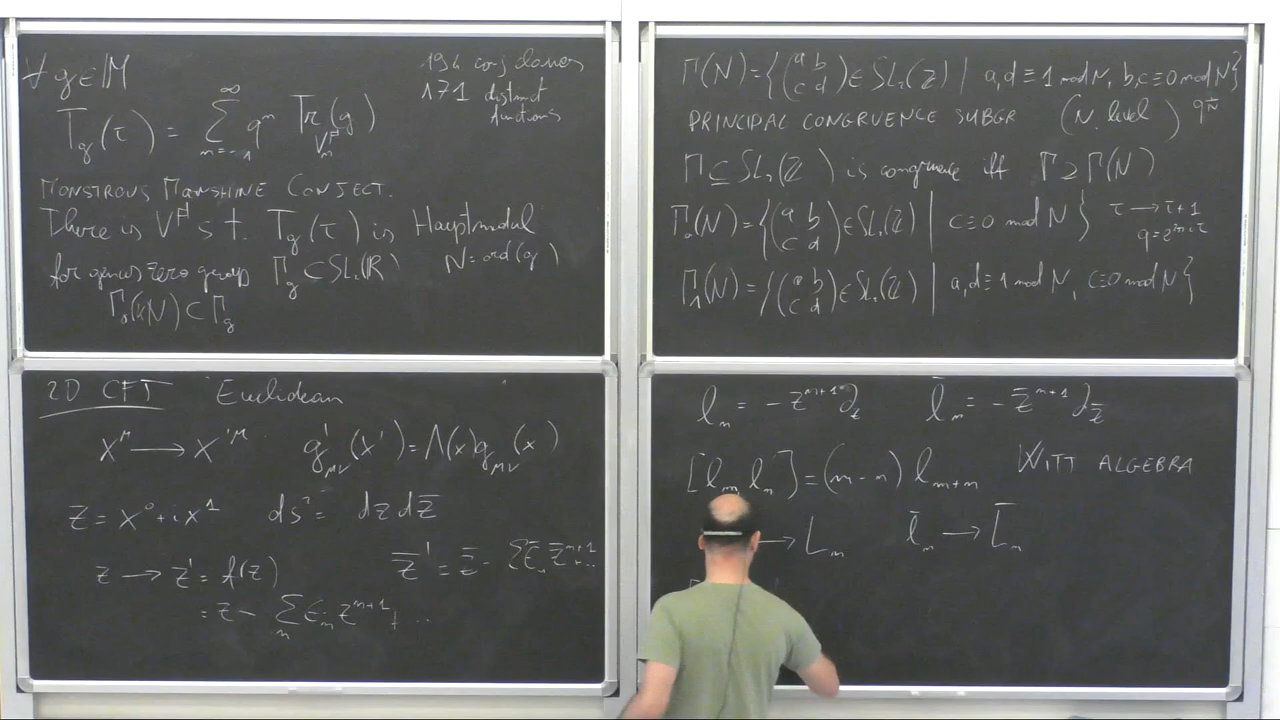 ∀ g∈𝕄
194 conj classes
171 distinct functions
T_g(τ) = ∑_{n=-1}^{∞} q^n Tr_{V_n^♮}(g)
MONSTROUS MOONSHINE CONJECT.
There is V^♮ s.t. T_g(τ) is Hauptmodul
for genus zero group Γ_g ⊂ SL_2(ℝ) N=ord(g)
Γ_0(kN) ⊂ Γ_g
Γ(N) = {(a b c d) ∈ SL_2(ℤ) | a,d ≡ 1 mod N, b,c ≡ 0 mod N}
PRINCIPAL CONGRUENCE SUBGR (N. level) q^{1/N}
Γ ⊆ SL_2(ℤ) is congruence iff Γ ⊇ Γ(N)
Γ_0(N) = {(a b c d) ∈ SL_2(ℤ) | c≡0 mod N} τ → τ+1
q = e^{2πiτ}
Γ_1(N) = {(a b c d) ∈ SL_2(ℤ) | a,d ≡ 1 mod N, c≡0 mod N}
2D CFT Euclidean
X^μ → X'^μ g'_{μν}(x') = Λ(x) g_{μν}(x)
z = x^0 + i x^1 ds^2 = dz dz̄
z → z' = f(z) z̄' = z̄ - ∑ ε̄_n z̄^{n+1} ...
= z - ∑_n ε_n z^{n+1} + ...
l_n = -z^{n+1} ∂_z l̄_n = -z̄^{n+1} ∂_z̄
[l_m l_n] = (m-n) l_{m+n} WITT ALGEBRA
→ L_n l̄_n → L̄_n